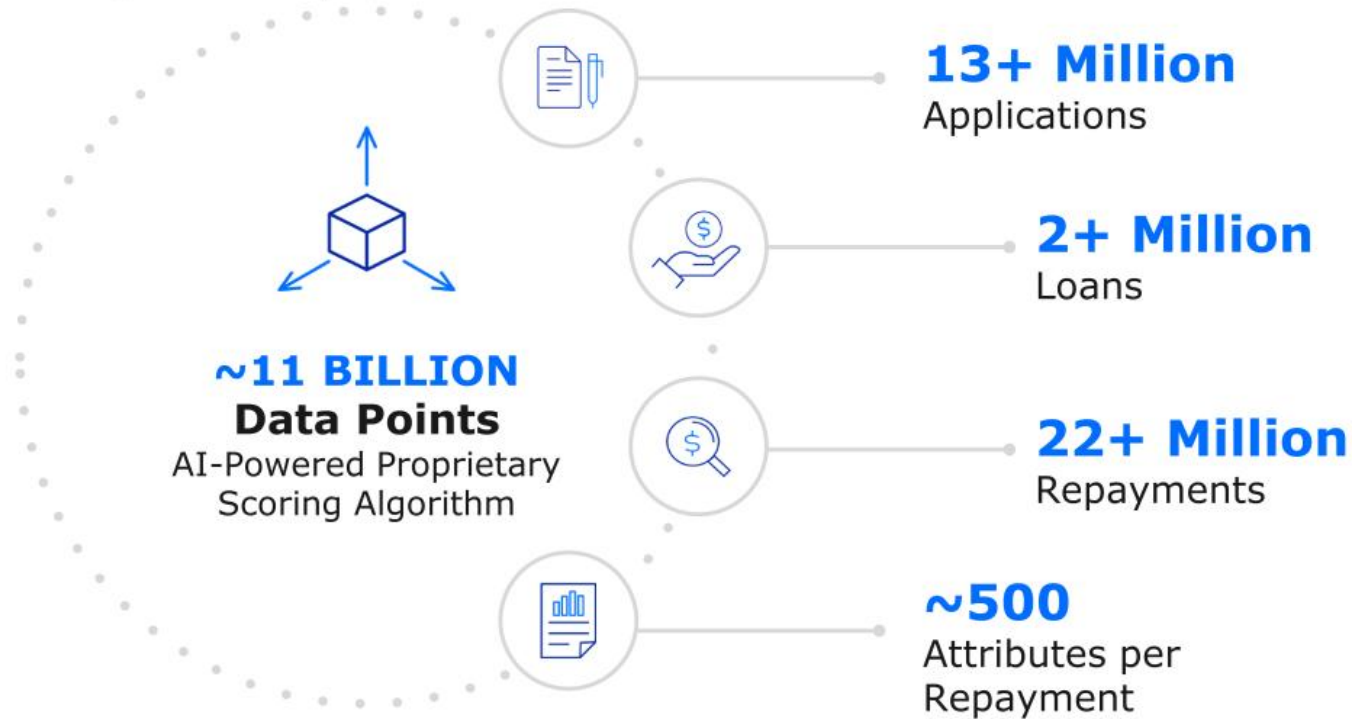 13+ Million
Applications
2+ Million
Loans
~11 BILLION
Data Points
AI-Powered Proprietary
Scoring Algorithm
22+ Million
Repayments
~500
Attributes per
Repayment